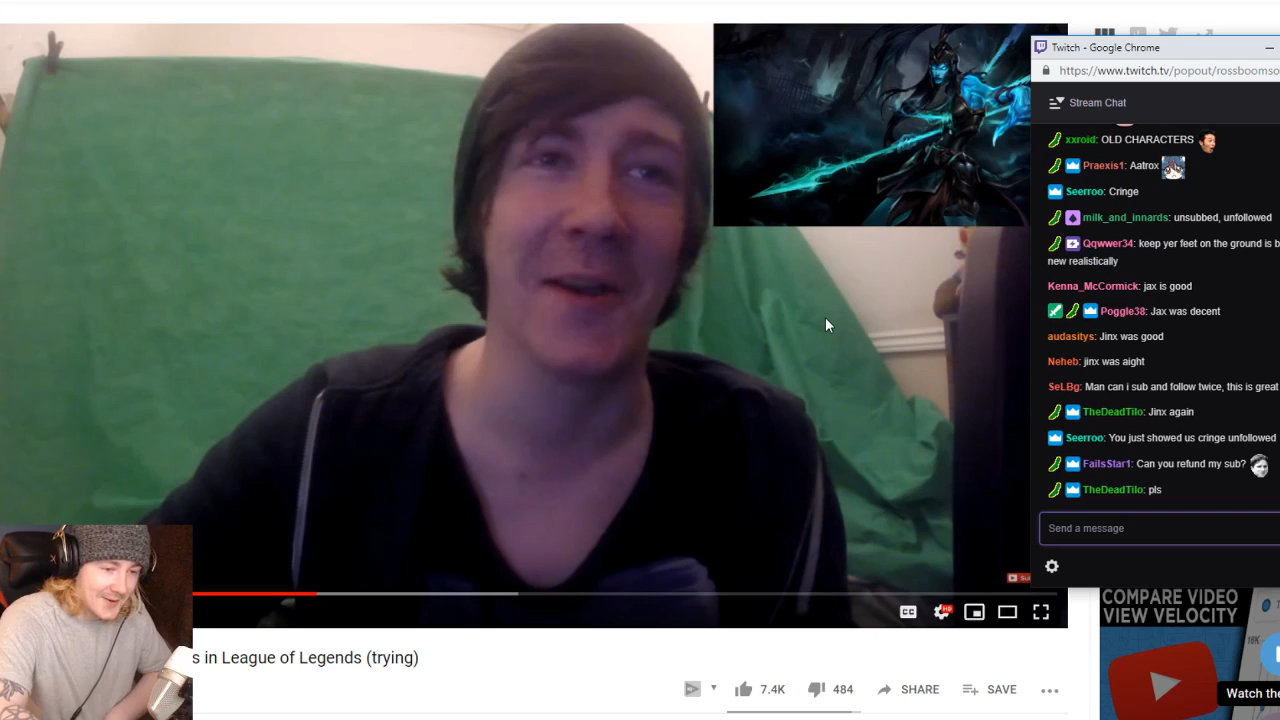 Twitch - Google Chrome
https://www.twitch.tv/popout/rossboomso
Stream Chat
xxroid: OLD CHARACTERS
Praexis1: Aatrox
Seerroo: Cringe
milk_and_innards: unsubbed, unfollowed
Qqwwer34: keep yer feet on the ground is b
new realistically
Kenna_McCormick: jax is good
Poggle38: Jax was decent
audasitys: Jinx was good
Neheb: jinx was aight
SeLBg: Man can i sub and follow twice, this is great
TheDeadTilo: Jinx again
Seerroo: You just showed us cringe unfollowed
FailsStar1: Can you refund my sub?
TheDeadTilo: pls
Send a message
CC
HD
COMPARE VIDEO
VIEW VELOCITY
s in League of Legends (trying)
7.4K
484
SHARE
SAVE
Watch the